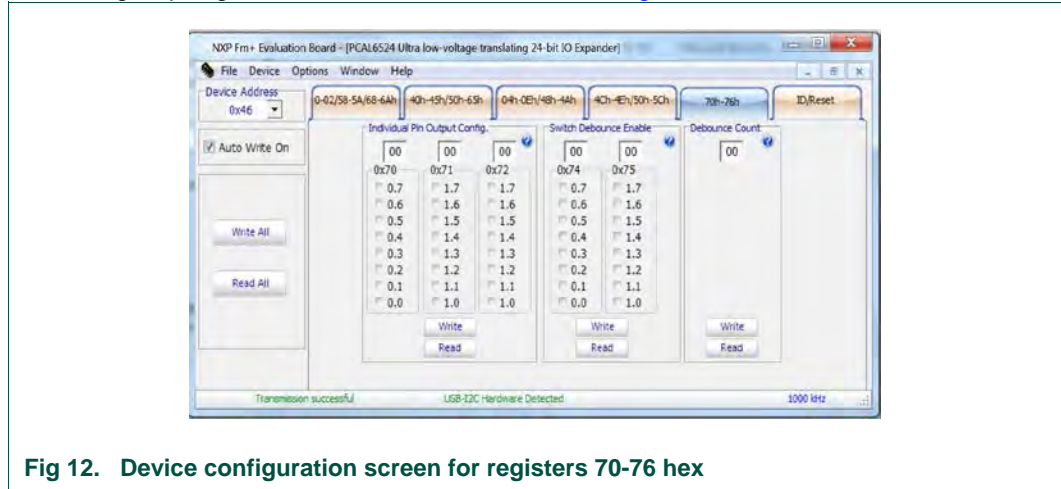 NXP Fm+ Evaluation Board - [PCAL6524 Ultra low-voltage translating 24-bit IO Expander]
File Device Options Window Help
Device Address
0x46
Auto Write On
Write All
Read All
0-02/58-5A/68-6Ah 40h-45h/50h-65h 04h-0Eh/48h-4Ah 4Ch-4Eh/50h-5Ch 70h-76h ID/Reset
Individual Pin Output Config. Switch Debounce Enable Debounce Count
00 00 00 00 00 00
0x70 0x71 0x72 0x74 0x75
0.7 1.7 1.7 0.7 1.7
0.6 1.6 1.6 0.6 1.6
0.5 1.5 1.5 0.5 1.5
0.4 1.4 1.4 0.4 1.4
0.3 1.3 1.3 0.3 1.3
0.2 1.2 1.2 0.2 1.2
0.1 1.1 1.1 0.1 1.1
0.0 1.0 1.0 0.0 1.0
Write Write Write
Read Read Read
Transmission successful USB-I2C Hardware Detected 1000 kHz
Fig 12. Device configuration screen for registers 70-76 hex